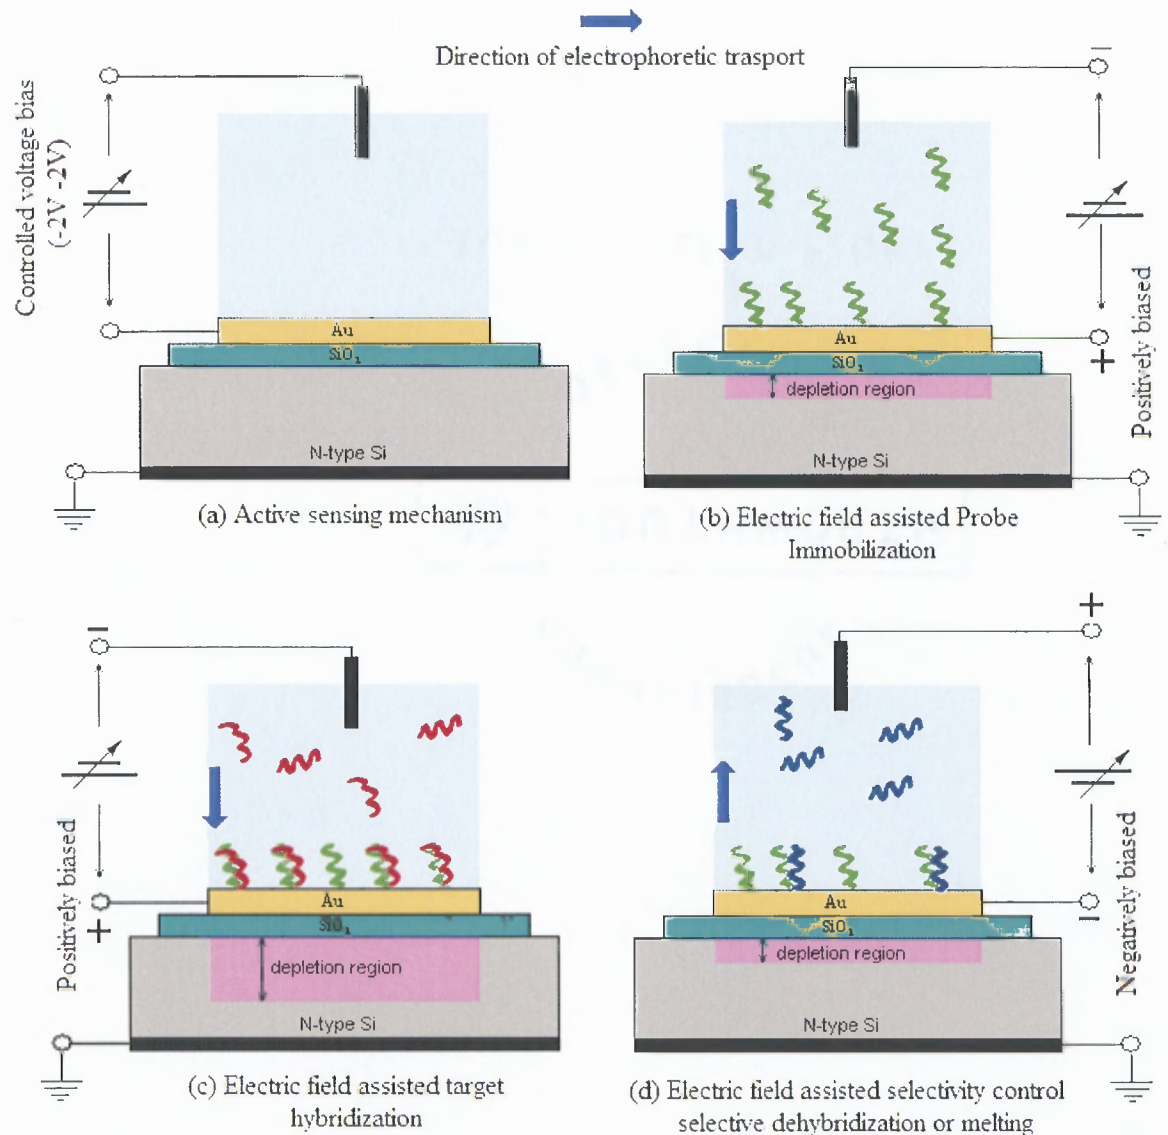 Direction of electrophoretic trasport
Controlled voltage bias
(-2V -2V)
Au
SiO₂
N-type Si
(a) Active sensing mechanism
−
Au
SiO₂
depletion region
N-type Si
+
Positively biased
(b) Electric field assisted Probe
Immobilization
−
Positively biased
+
Au
SiO₂
depletion region
N-type Si
(c) Electric field assisted target
hybridization
+
Au
SiO₂
depletion region
N-type Si
−
Negatively biased
(d) Electric field assisted selectivity control
selective dehybridization or melting